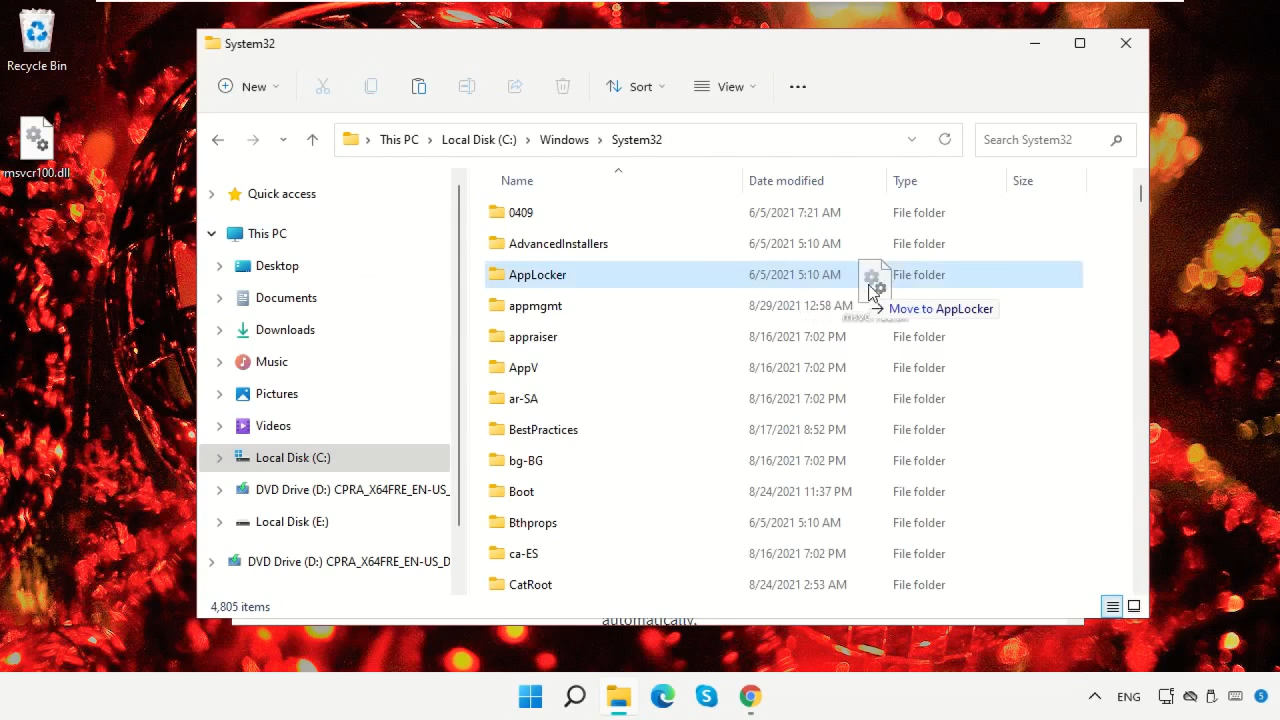 Recycle Bin
msvcr100.dll
System32
New
Sort
View
This PC
Local Disk (C:)
Windows
System32
Search System32
Name
Date modified
Type
Size
Quick access
This PC
Desktop
Documents
Downloads
Music
Pictures
Videos
Local Disk (C:)
DVD Drive (D:) CPRA_X64FRE_EN-US_
Local Disk (E:)
DVD Drive (D:) CPRA_X64FRE_EN-US_D
0409 6/5/2021 7:21 AM File folder
AdvancedInstallers 6/5/2021 5:10 AM File folder
AppLocker 6/5/2021 5:10 AM File folder
appmgmt 8/29/2021 12:58 AM
Move to AppLocker
appraiser 8/16/2021 7:02 PM File folder
AppV 8/16/2021 7:02 PM File folder
ar-SA 8/16/2021 7:02 PM File folder
BestPractices 8/17/2021 8:52 PM File folder
bg-BG 8/16/2021 7:02 PM File folder
Boot 8/24/2021 11:37 PM File folder
Bthprops 6/5/2021 5:10 AM File folder
ca-ES 8/16/2021 7:02 PM File folder
CatRoot 8/24/2021 2:53 AM File folder
4,805 items
automatically.
ENG
5